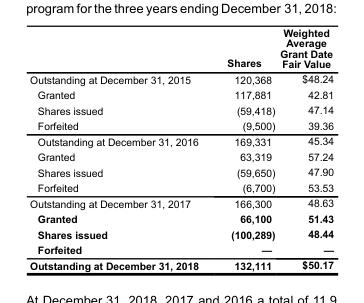 program for the three years ending December 31, 2018:
Weighted
Average
Grant Date
Shares Fair Value
Outstanding at December 31, 2015 120,368 $48.24
Granted 117,881 42.81
Shares issued (59,418) 47.14
Forfeited (9,500) 39.36
Outstanding at December 31, 2016 169,331 45.34
Granted 63,319 57.24
Shares issued (59,650) 47.90
Forfeited (6,700) 53.53
Outstanding at December 31, 2017 166,300 48.63
Granted 66,100 51.43
Shares issued (100,289) 48.44
Forfeited — —
Outstanding at December 31, 2018 132,111 $50.17
At December 31, 2018, 2017 and 2016 a total of 11.9